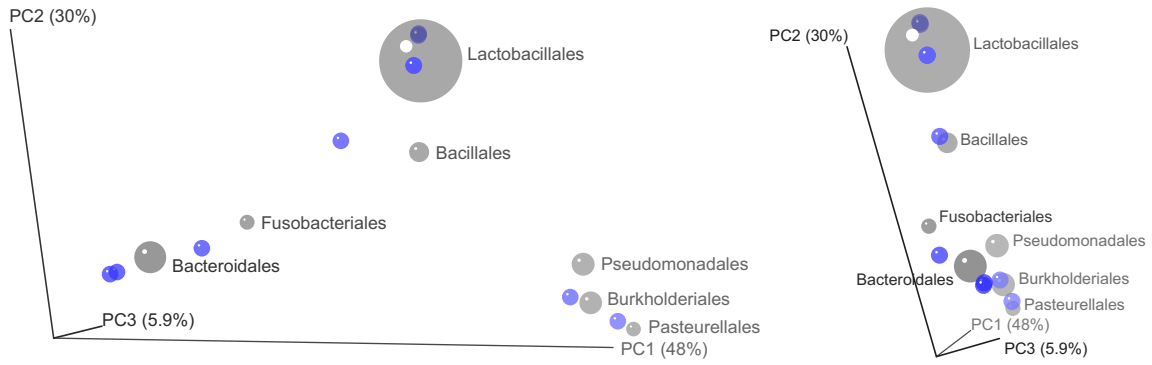 PC2 (30%)
Lactobacillales
Bacillales
Fusobacteriales
Bacteroidales
Pseudomonadales
Burkholderiales
Pasteurellales
PC3 (5.9%)
PC1 (48%)
PC2 (30%)
Lactobacillales
Bacillales
Fusobacteriales
Pseudomonadales
Bacteroidales
Burkholderiales
Pasteurellales
PC1 (48%)
PC3 (5.9%)